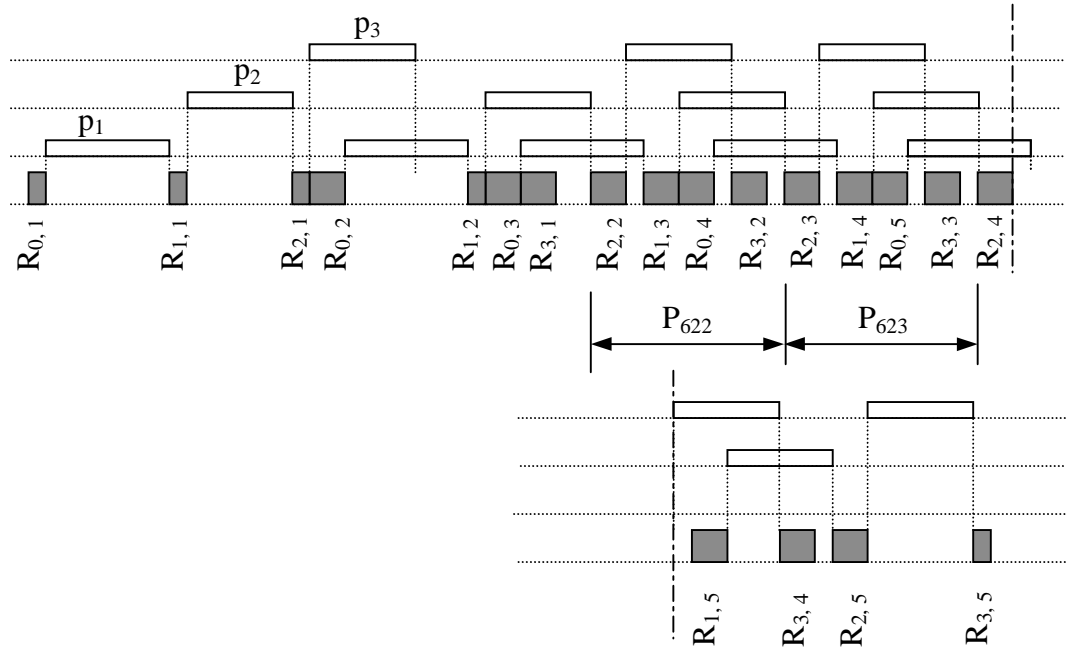 p3
p2
p1
R0, 1
R1, 1
R2, 1
R0, 2
R1, 2
R0, 3
R3, 1
R2, 2
R1, 3
R0, 4
R3, 2
R2, 3
R1, 4
R0, 5
R3, 3
R2, 4
P622
P623
R1, 5
R3, 4
R2, 5
R3, 5